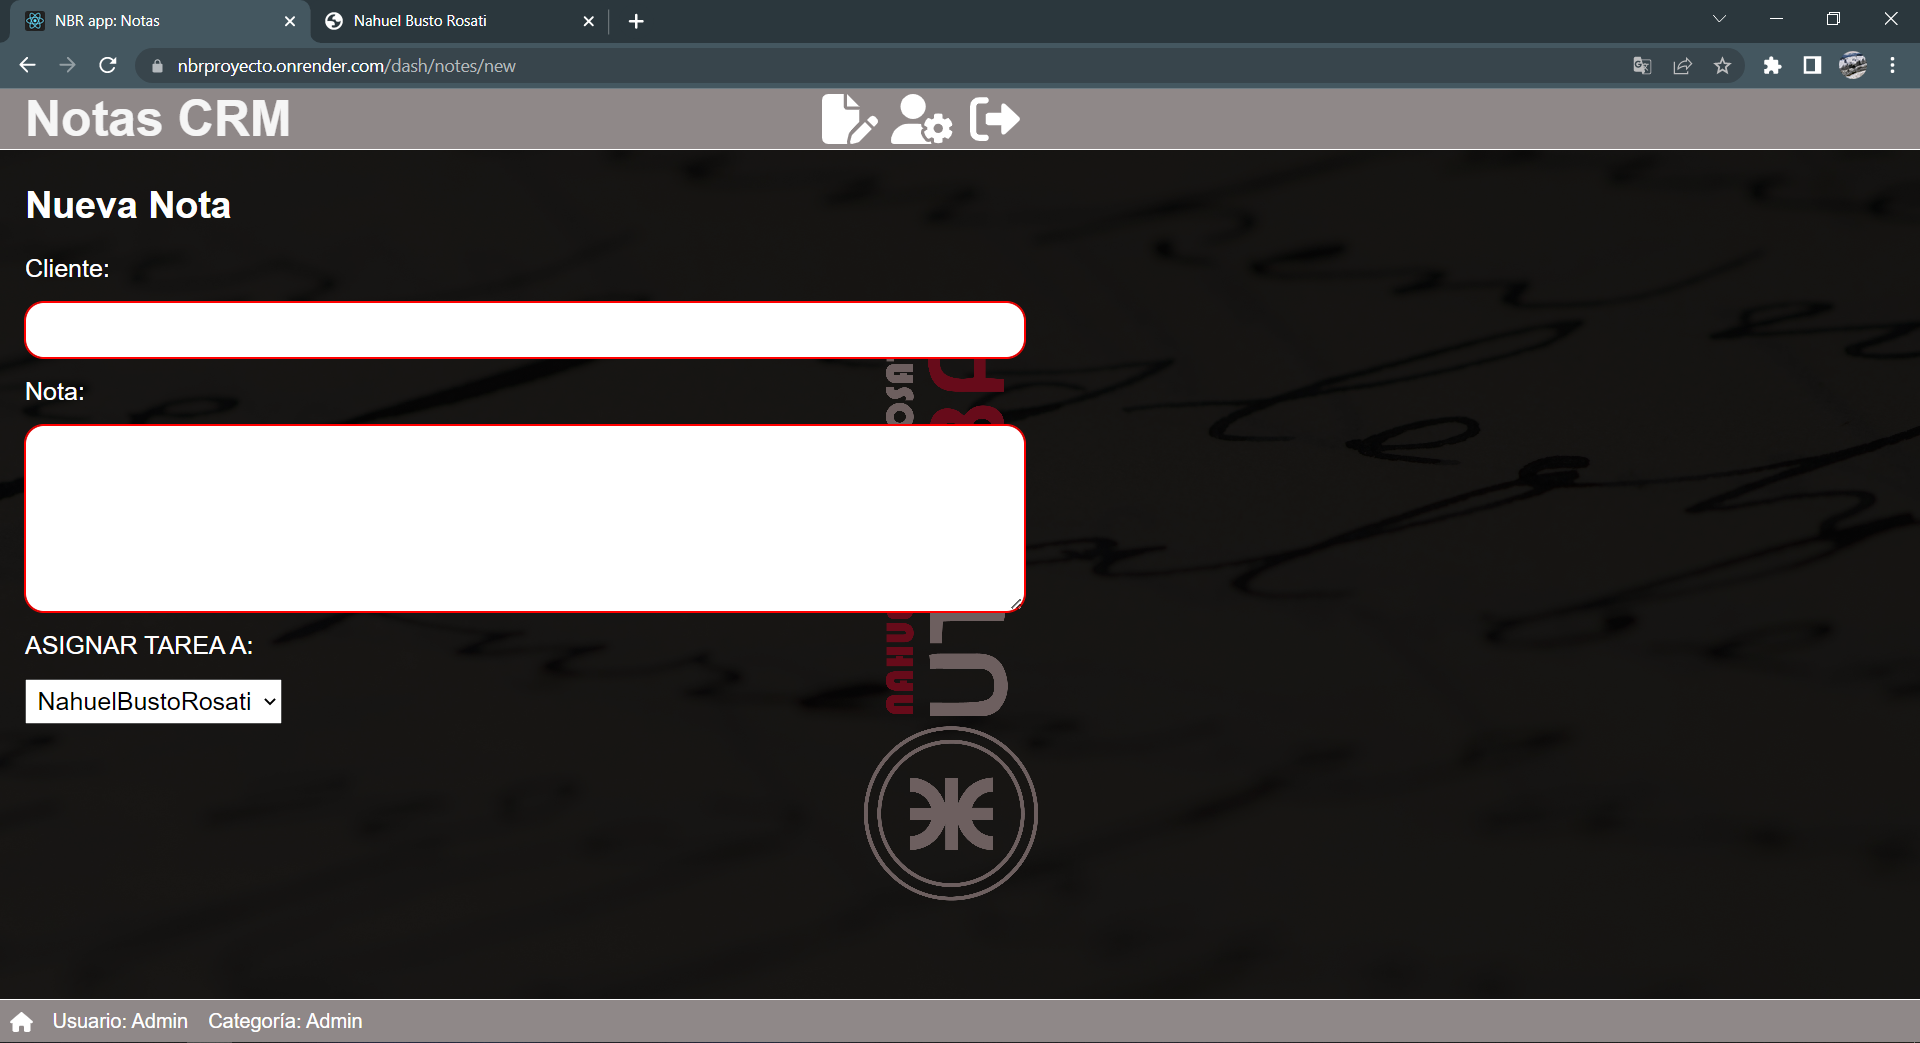 NBR app: Notas
Nahuel Busto Rosati
nbrproyecto.onrender.com/dash/notes/new
Notas CRM
Nueva Nota
Cliente:
Nota:
ASIGNAR TAREA A:
NahuelBustoRosati
Usuario: Admin
Categoría: Admin